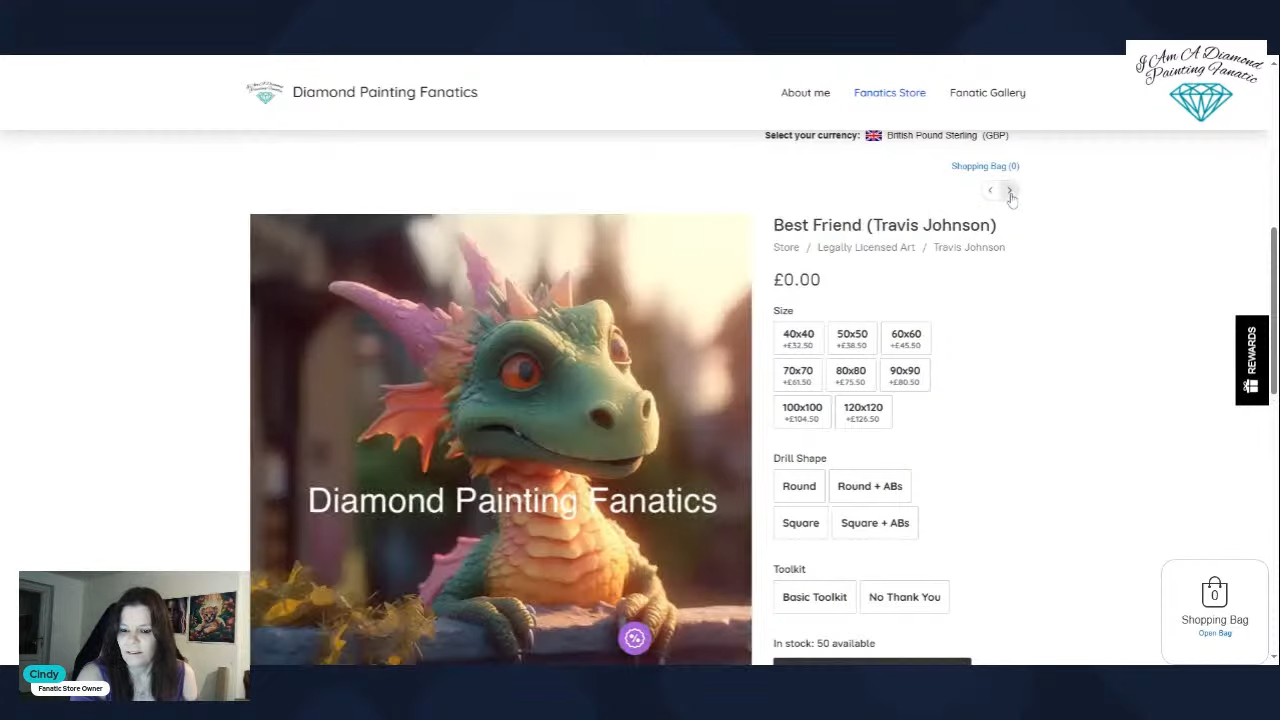 I Am A Diamond
Painting Fanatic
Diamond Painting Fanatics
About me
Fanatics Store
Fanatic Gallery
Select your currency:
British Pound Sterling (GBP)
Shopping Bag (0)
Best Friend (Travis Johnson)
Store / Legally Licensed Art / Travis Johnson
£0.00
Size
40x40
+£32.50
50x50
+£38.50
60x60
+£45.50
70x70
+£61.50
80x80
+£75.50
90x90
+£80.50
100x100
+£104.50
120x120
+£126.50
Drill Shape
Round
Round + ABs
Square
Square + ABs
Toolkit
Basic Toolkit
No Thank You
In stock: 50 available
Diamond Painting Fanatics
REWARDS
0
Shopping Bag
Open Bag
Cindy
Fanatic Store Owner